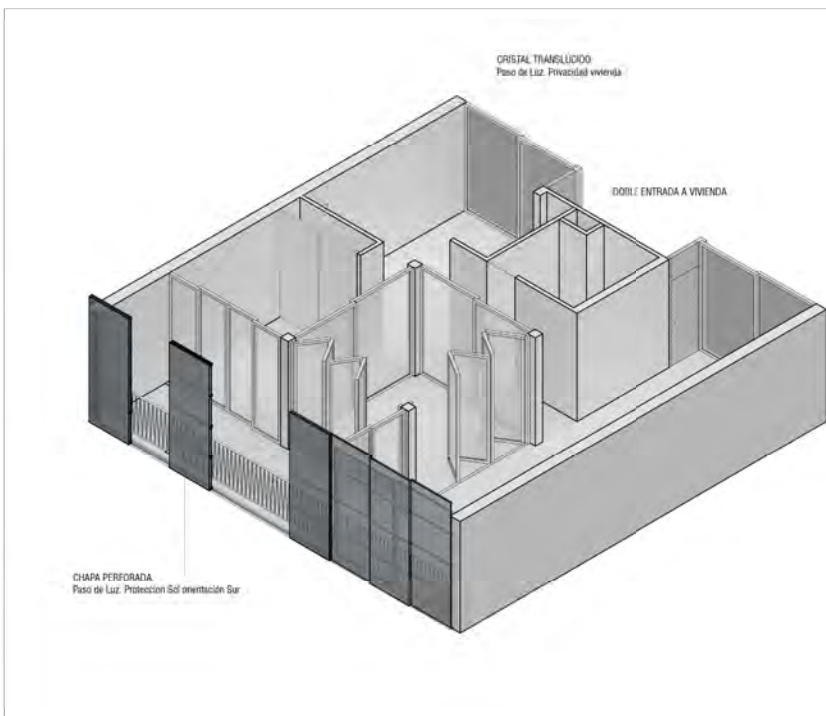 CRISTAL TRANSLÚCIDO
Paso de Luz. Privacidad vivienda
DOBLE ENTRADA A VIVIENDA
CHAPA PERFORADA
Paso de Luz. Protección Sol orientación Sur